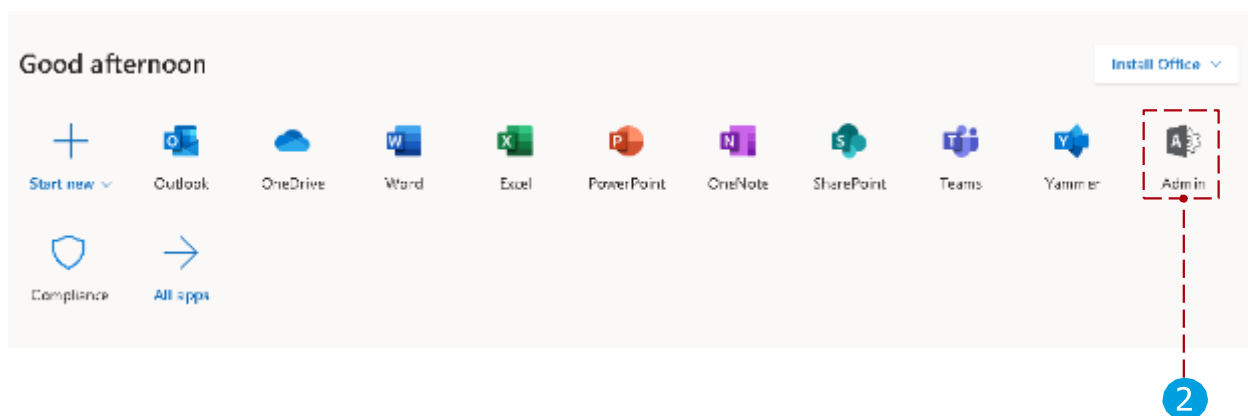 Good afternoon
Install Office
Start new
Outlook
OneDrive
Word
Excel
PowerPoint
OneNote
SharePoint
Teams
Yammer
Admin
Compliance
All apps
2